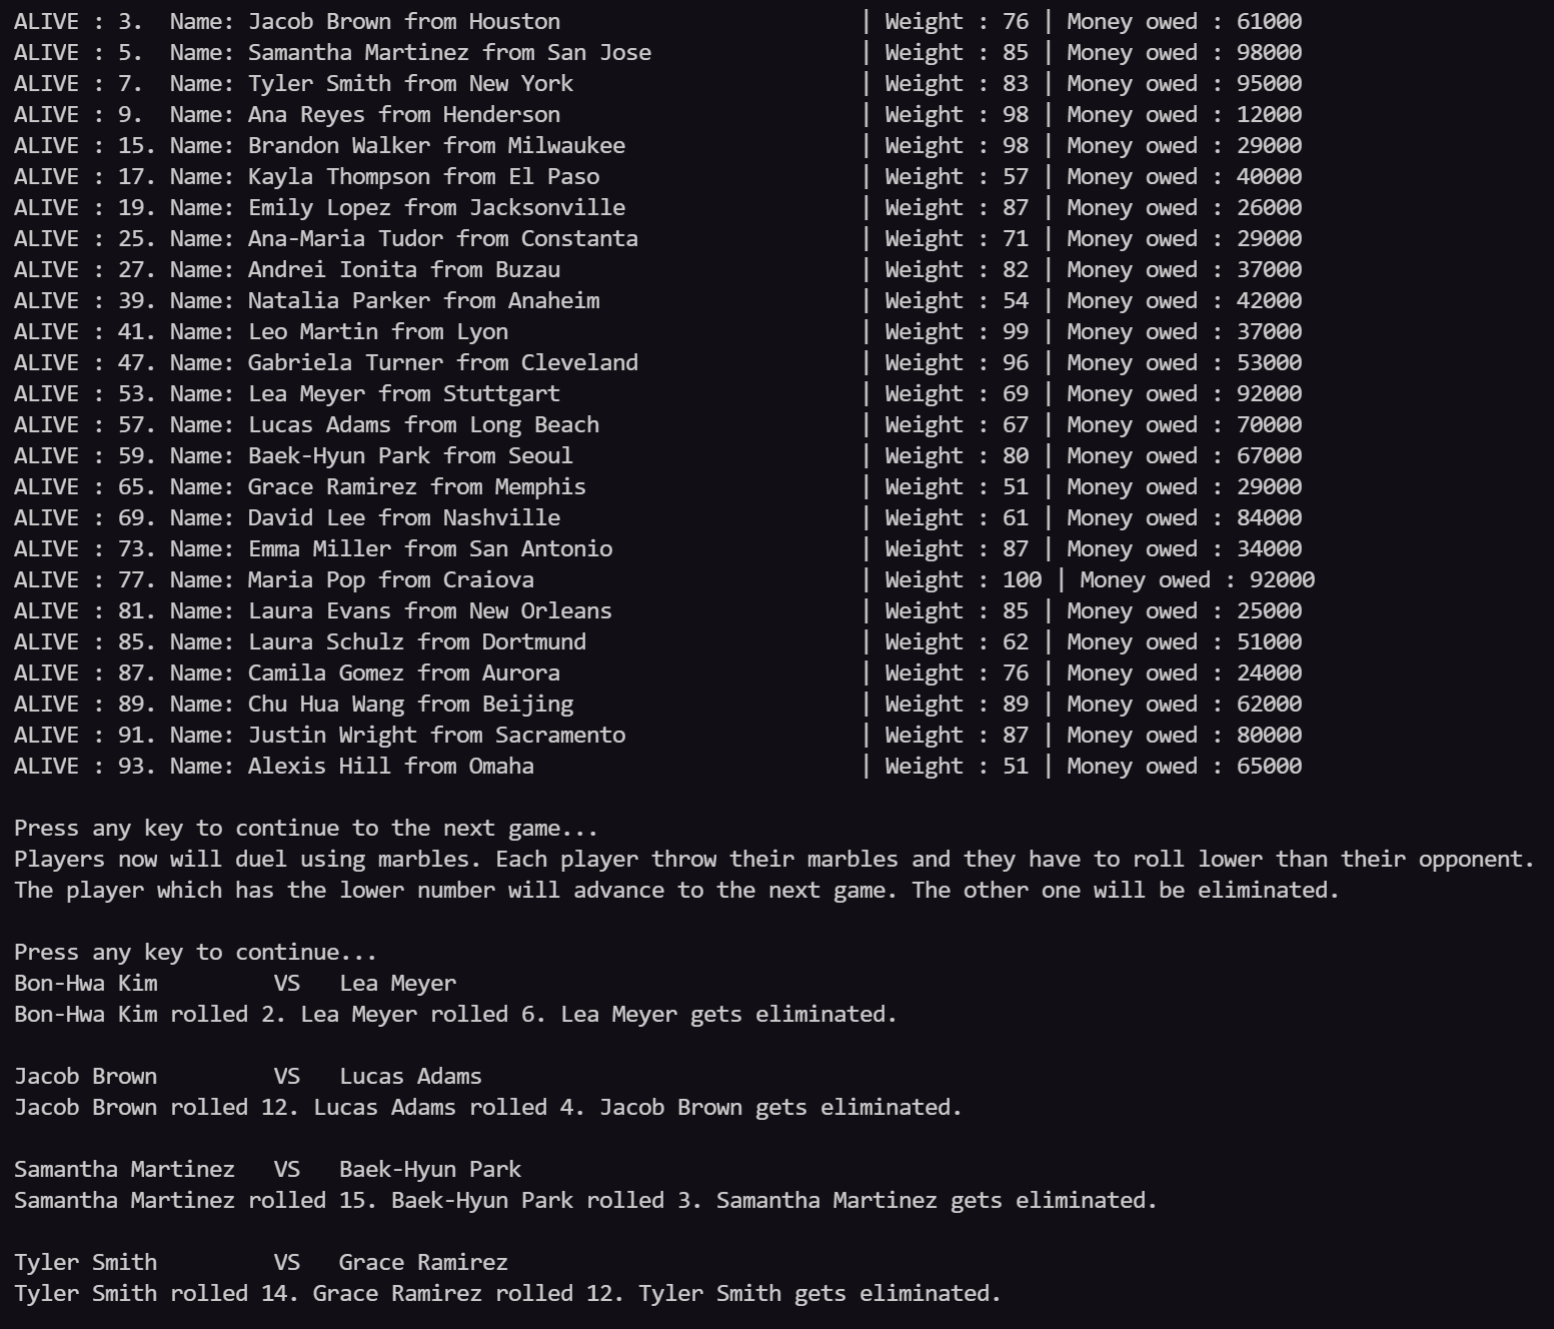 ALIVE : 3.  Name: Jacob Brown from Houston                       | Weight : 76 | Money owed : 61000
ALIVE : 5.  Name: Samantha Martinez from San Jose                | Weight : 85 | Money owed : 98000
ALIVE : 7.  Name: Tyler Smith from New York                      | Weight : 83 | Money owed : 95000
ALIVE : 9.  Name: Ana Reyes from Henderson                       | Weight : 98 | Money owed : 12000
ALIVE : 15. Name: Brandon Walker from Milwaukee                  | Weight : 98 | Money owed : 29000
ALIVE : 17. Name: Kayla Thompson from El Paso                    | Weight : 57 | Money owed : 40000
ALIVE : 19. Name: Emily Lopez from Jacksonville                  | Weight : 87 | Money owed : 26000
ALIVE : 25. Name: Ana-Maria Tudor from Constanta                 | Weight : 71 | Money owed : 29000
ALIVE : 27. Name: Andrei Ionita from Buzau                       | Weight : 82 | Money owed : 37000
ALIVE : 39. Name: Natalia Parker from Anaheim                    | Weight : 54 | Money owed : 42000
ALIVE : 41. Name: Leo Martin from Lyon                           | Weight : 99 | Money owed : 37000
ALIVE : 47. Name: Gabriela Turner from Cleveland                 | Weight : 96 | Money owed : 53000
ALIVE : 53. Name: Lea Meyer from Stuttgart                       | Weight : 69 | Money owed : 92000
ALIVE : 57. Name: Lucas Adams from Long Beach                    | Weight : 67 | Money owed : 70000
ALIVE : 59. Name: Baek-Hyun Park from Seoul                      | Weight : 80 | Money owed : 67000
ALIVE : 65. Name: Grace Ramirez from Memphis                     | Weight : 51 | Money owed : 29000
ALIVE : 69. Name: David Lee from Nashville                       | Weight : 61 | Money owed : 84000
ALIVE : 73. Name: Emma Miller from San Antonio                   | Weight : 87 | Money owed : 34000
ALIVE : 77. Name: Maria Pop from Craiova                         | Weight : 100 | Money owed : 92000
ALIVE : 81. Name: Laura Evans from New Orleans                   | Weight : 85 | Money owed : 25000
ALIVE : 85. Name: Laura Schulz from Dortmund                     | Weight : 62 | Money owed : 51000
ALIVE : 87. Name: Camila Gomez from Aurora                       | Weight : 76 | Money owed : 24000
ALIVE : 89. Name: Chu Hua Wang from Beijing                      | Weight : 89 | Money owed : 62000
ALIVE : 91. Name: Justin Wright from Sacramento                  | Weight : 87 | Money owed : 80000
ALIVE : 93. Name: Alexis Hill from Omaha                         | Weight : 51 | Money owed : 65000

Press any key to continue to the next game...
Players now will duel using marbles. Each player throw their marbles and they have to roll lower than their opponent.
The player which has the lower number will advance to the next game. The other one will be eliminated.

Press any key to continue...
Bon-Hwa Kim         VS   Lea Meyer
Bon-Hwa Kim rolled 2. Lea Meyer rolled 6. Lea Meyer gets eliminated.

Jacob Brown         VS   Lucas Adams
Jacob Brown rolled 12. Lucas Adams rolled 4. Jacob Brown gets eliminated.

Samantha Martinez   VS   Baek-Hyun Park
Samantha Martinez rolled 15. Baek-Hyun Park rolled 3. Samantha Martinez gets eliminated.

Tyler Smith         VS   Grace Ramirez
Tyler Smith rolled 14. Grace Ramirez rolled 12. Tyler Smith gets eliminated.